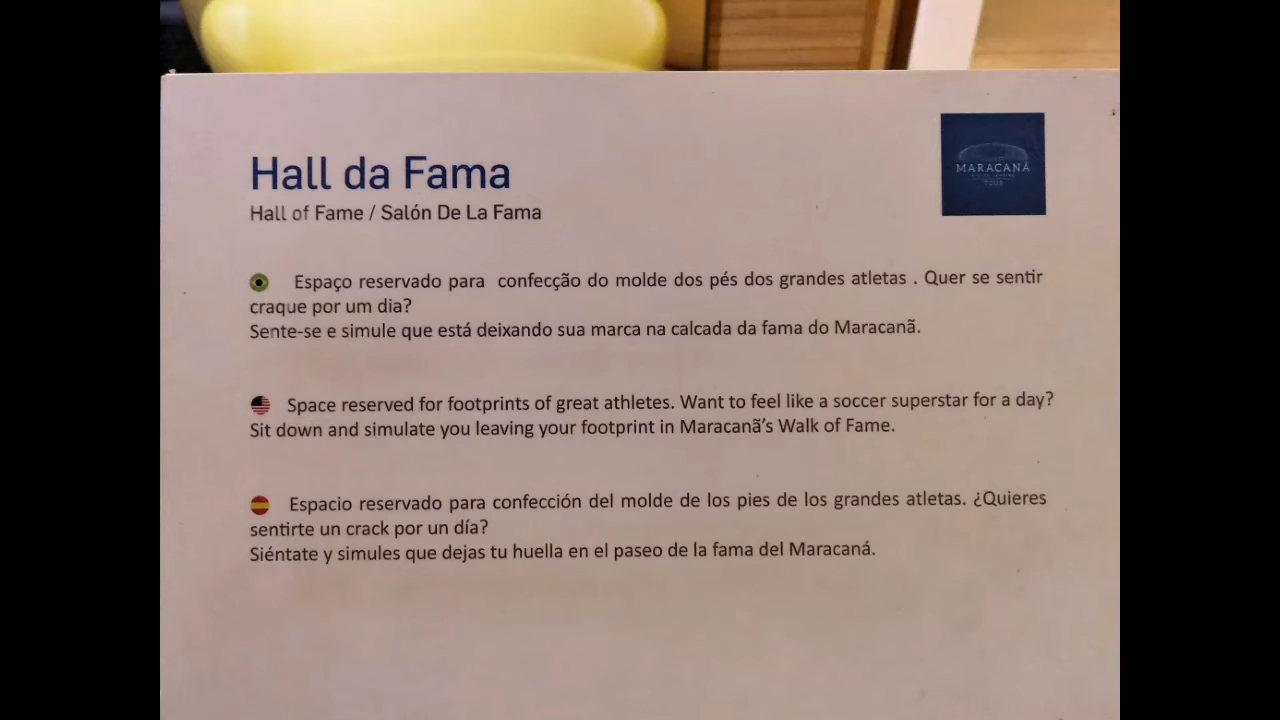 Hall da Fama
MARACANÃ
TOUR
Hall of Fame / Salón De La Fama
Espaço reservado para confecção do molde dos pés dos grandes atletas . Quer se sentir
craque por um dia?
Sente-se e simule que está deixando sua marca na calcada da fama do Maracanã.
Space reserved for footprints of great athletes. Want to feel like a soccer superstar for a day?
Sit down and simulate you leaving your footprint in Maracanã's Walk of Fame.
Espacio reservado para confección del molde de los pies de los grandes atletas. ¿Quieres
sentirte un crack por un día?
Siéntate y simules que dejas tu huella en el paseo de la fama del Maracaná.